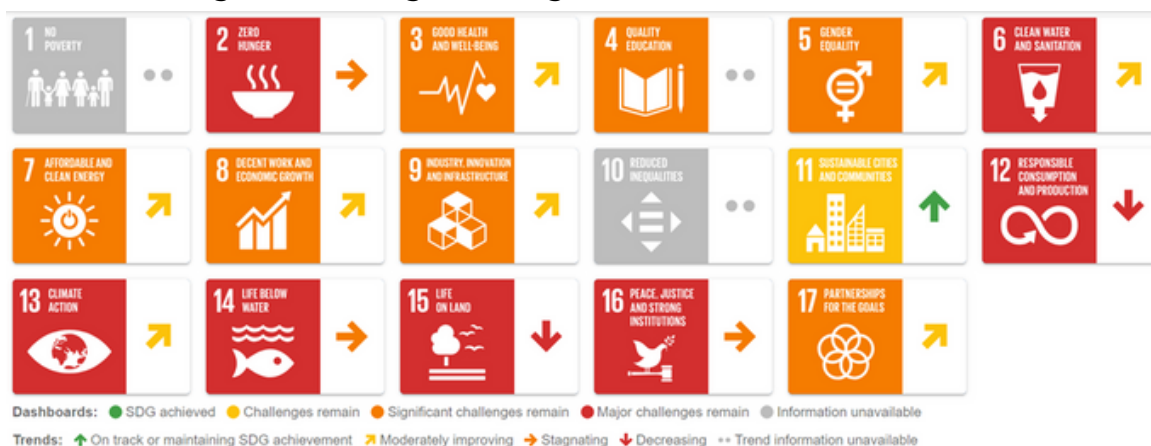 1 NO
POVERTY
2 ZERO
HUNGER
3 GOOD HEALTH
AND WELL-BEING
4 QUALITY
EDUCATION
5 GENDER
EQUALITY
6 CLEAN WATER
AND SANITATION
7 AFFORDABLE AND
CLEAN ENERGY
8 DECENT WORK AND
ECONOMIC GROWTH
9 INDUSTRY, INNOVATION
AND INFRASTRUCTURE
10 REDUCED
INEQUALITIES
11 SUSTAINABLE CITIES
AND COMMUNITIES
12 RESPONSIBLE
CONSUMPTION
AND PRODUCTION
13 CLIMATE
ACTION
14 LIFE BELOW
WATER
15 LIFE
ON LAND
16 PEACE, JUSTICE
AND STRONG
INSTITUTIONS
17 PARTNERSHIPS
FOR THE GOALS
Dashboards: SDG achieved Challenges remain Significant challenges remain Major challenges remain Information unavailable
Trends: On track or maintaining SDG achievement Moderately improving Stagnating Decreasing Trend information unavailable